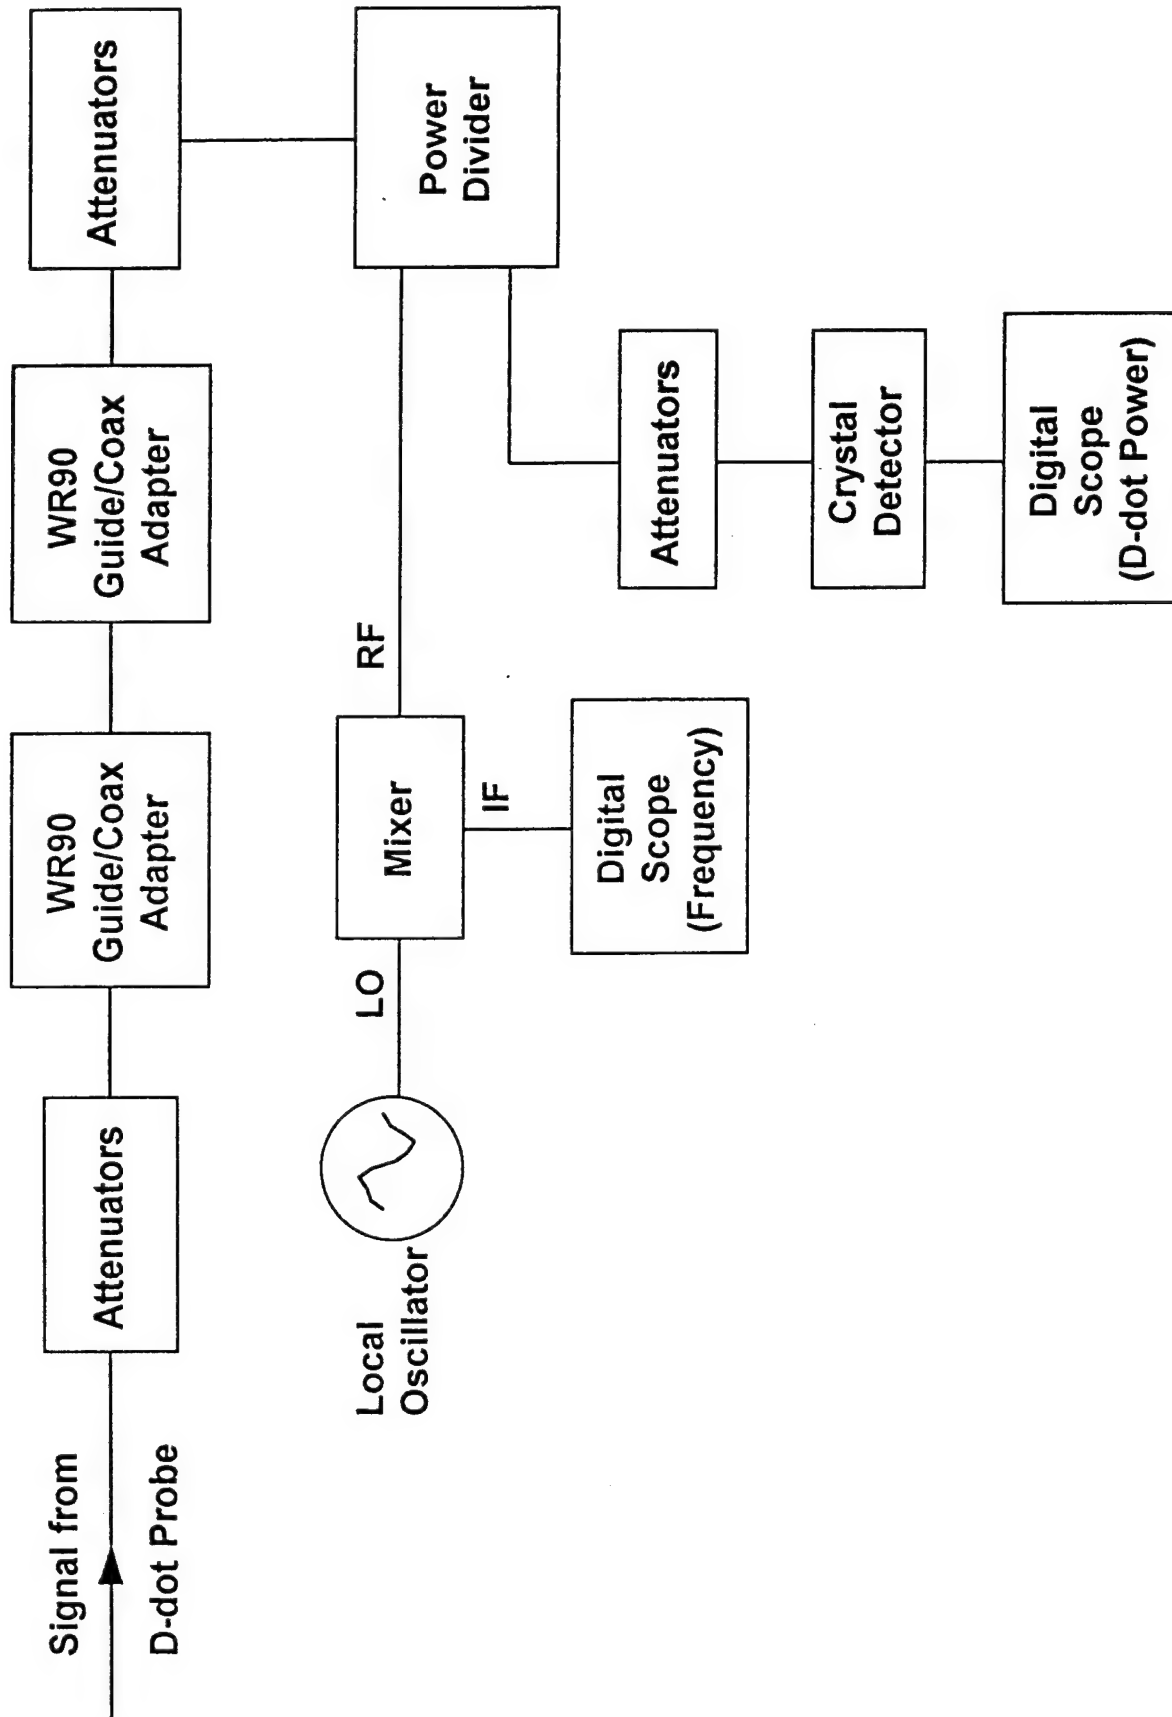 Signal from
D-dot Probe
Attenuators
WR90
Guide/Coax
Adapter
WR90
Guide/Coax
Adapter
Attenuators
Local
Oscillator
LO
Mixer
RF
IF
Power
Divider
Digital
Scope
(Frequency)
Attenuators
Crystal
Detector
Digital
Scope
(D-dot Power)